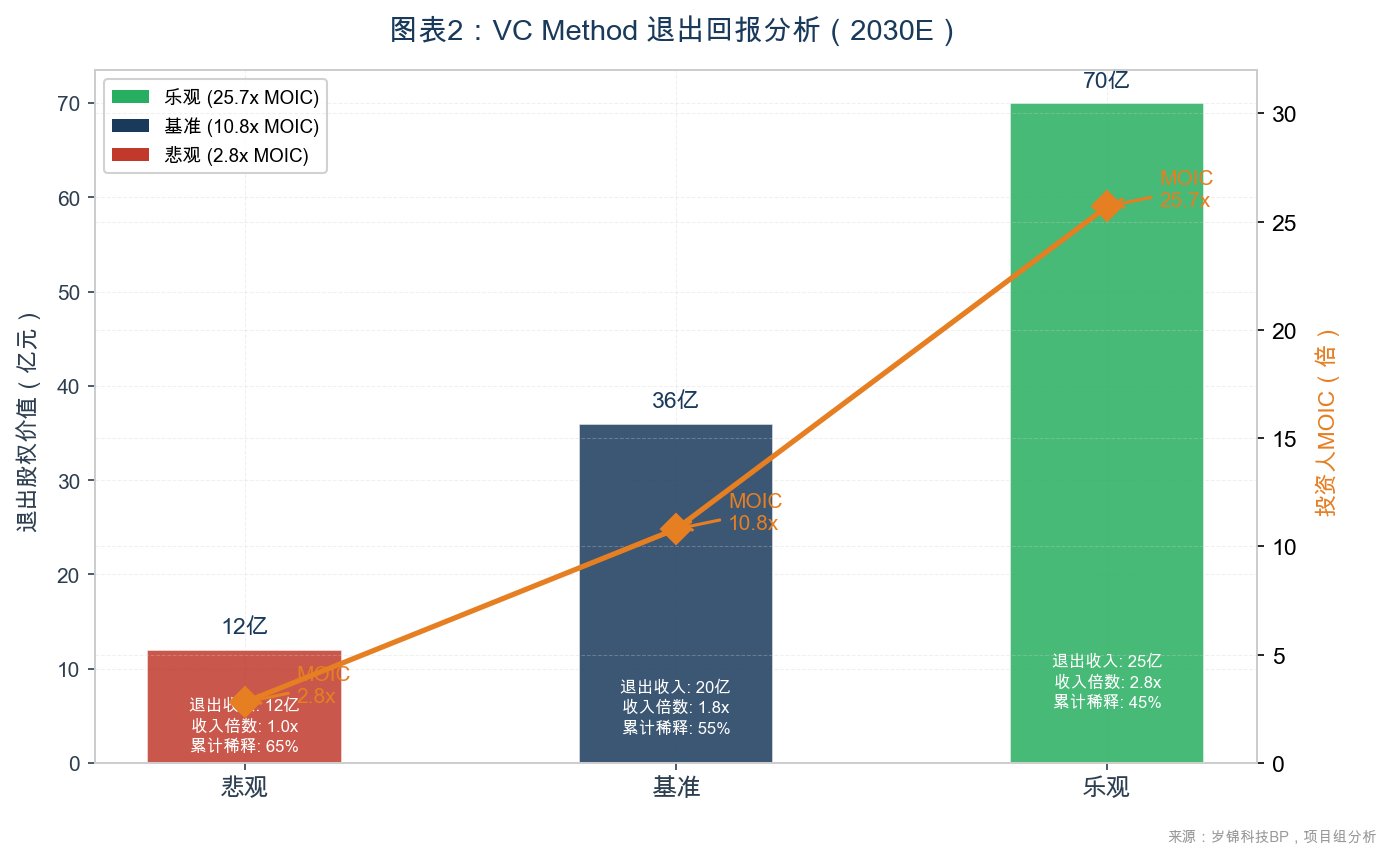 图表2：VC Method 退出回报分析（2030E）
乐观 (25.7x MOIC)
基准 (10.8x MOIC)
悲观 (2.8x MOIC)
退出股权价值（亿元）
70
60
50
40
30
20
10
0
投资人MOIC（倍）
30
25
20
15
10
5
0
12亿
MOIC
2.8x
退出收入: 12亿
收入倍数: 1.0x
累计稀释: 65%
36亿
MOIC
10.8x
退出收入: 20亿
收入倍数: 1.8x
累计稀释: 55%
70亿
MOIC
25.7x
退出收入: 25亿
收入倍数: 2.8x
累计稀释: 45%
悲观
基准
乐观
来源：岁锦科技BP，项目组分析